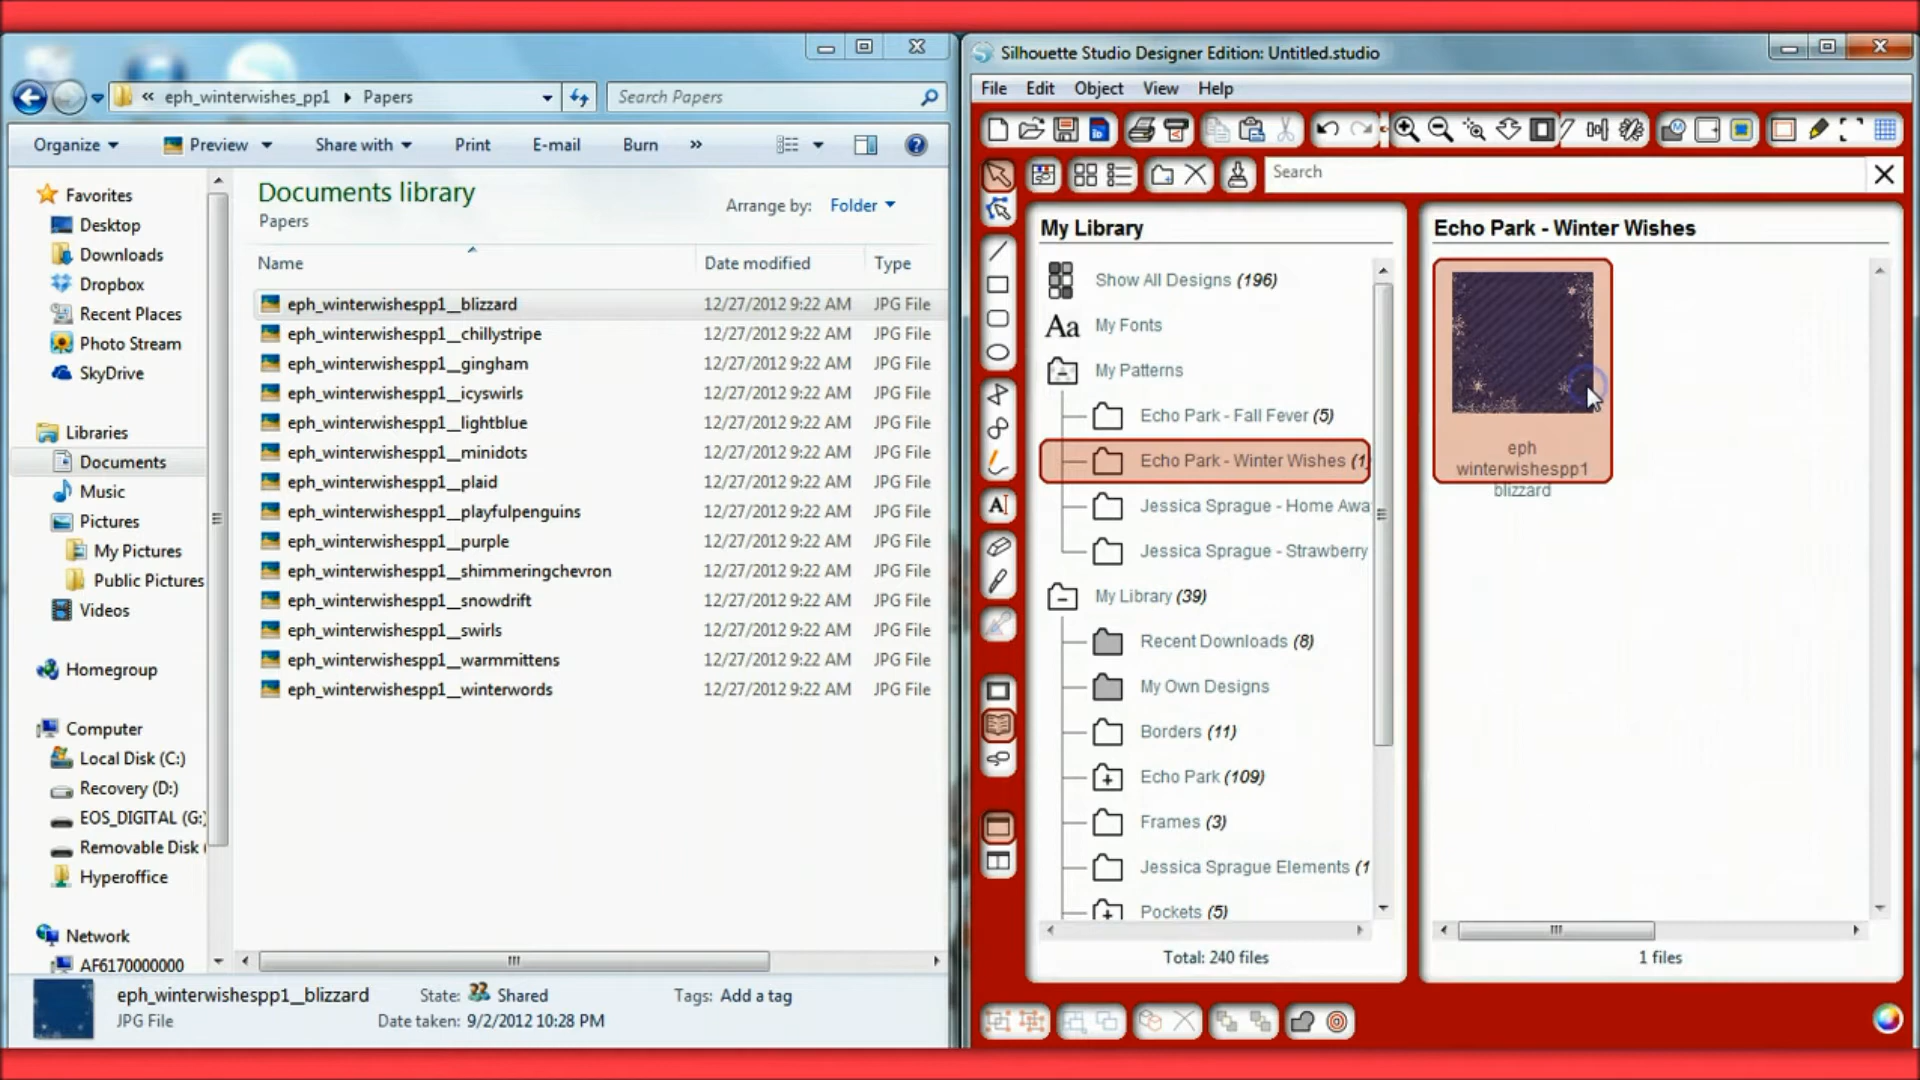 eph_winterwishes_pp1
Papers
Search Papers
Organize
Preview
Share with
Print
E-mail
Burn
»
Favorites
Desktop
Downloads
Dropbox
Recent Places
Photo Stream
SkyDrive
Libraries
Documents
Music
Pictures
My Pictures
Public Pictures
Videos
Homegroup
Computer
Local Disk (C:)
Recovery (D:)
EOS_DIGITAL (G:)
Removable Disk (
Hyperoffice
Network
AF6170000000
Documents library
Papers
Arrange by: Folder
Name Date modified Type
eph_winterwishespp1__blizzard 12/27/2012 9:22 AM JPG File
eph_winterwishespp1__chillystripe 12/27/2012 9:22 AM JPG File
eph_winterwishespp1__gingham 12/27/2012 9:22 AM JPG File
eph_winterwishespp1__icyswirls 12/27/2012 9:22 AM JPG File
eph_winterwishespp1__lightblue 12/27/2012 9:22 AM JPG File
eph_winterwishespp1__minidots 12/27/2012 9:22 AM JPG File
eph_winterwishespp1__plaid 12/27/2012 9:22 AM JPG File
eph_winterwishespp1__playfulpenguins 12/27/2012 9:22 AM JPG File
eph_winterwishespp1__purple 12/27/2012 9:22 AM JPG File
eph_winterwishespp1__shimmeringchevron 12/27/2012 9:22 AM JPG File
eph_winterwishespp1__snowdrift 12/27/2012 9:22 AM JPG File
eph_winterwishespp1__swirls 12/27/2012 9:22 AM JPG File
eph_winterwishespp1__warmmittens 12/27/2012 9:22 AM JPG File
eph_winterwishespp1__winterwords 12/27/2012 9:22 AM JPG File
eph_winterwishespp1__blizzard State: Shared Tags: Add a tag
JPG File Date taken: 9/2/2012 10:28 PM
Silhouette Studio Designer Edition: Untitled.studio
File Edit Object View Help
Search
My Library
Show All Designs (196)
Aa My Fonts
My Patterns
Echo Park - Fall Fever (5)
Echo Park - Winter Wishes (1
Jessica Sprague - Home Awa
Jessica Sprague - Strawberry
My Library (39)
Recent Downloads (8)
My Own Designs
Borders (11)
Echo Park (109)
Frames (3)
Jessica Sprague Elements (1
Pockets (5)
Total: 240 files
Echo Park - Winter Wishes
eph
winterwishespp1
blizzard
1 files